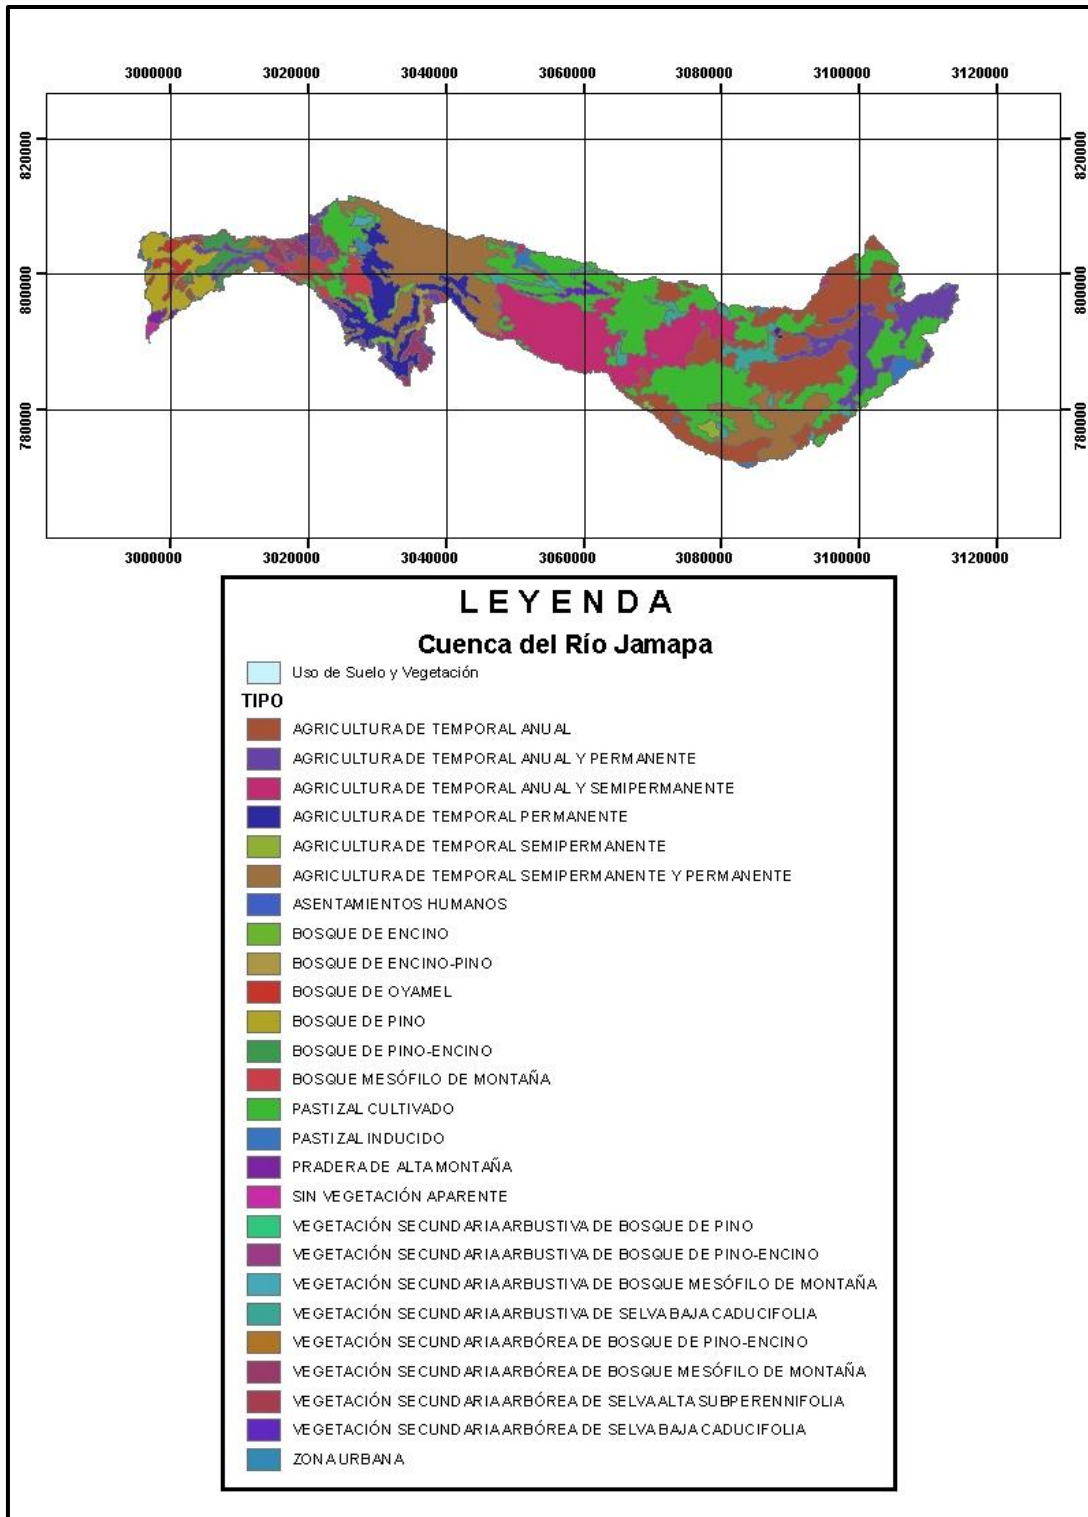 3000000 3020000 3040000 3060000 3080000 3100000 3120000
820000 820000
800000 800000
780000 780000
3000000 3020000 3040000 3060000 3080000 3100000 3120000
LEYENDA
Cuenca del Río Jamapa
Uso de Suelo y Vegetación
TIPO
AGRICULTURA DE TEMPORAL ANUAL
AGRICULTURA DE TEMPORAL ANUAL Y PERMANENTE
AGRICULTURA DE TEMPORAL ANUAL Y SEMIPERMANENTE
AGRICULTURA DE TEMPORAL PERMANENTE
AGRICULTURA DE TEMPORAL SEMIPERMANENTE
AGRICULTURA DE TEMPORAL SEMIPERMANENTE Y PERMANENTE
ASENTAMIENTOS HUMANOS
BOSQUE DE ENCINO
BOSQUE DE ENCINO-PINO
BOSQUE DE OYAMEL
BOSQUE DE PINO
BOSQUE DE PINO-ENCINO
BOSQUE MESÓFILO DE MONTAÑA
PASTIZAL CULTIVADO
PASTIZAL INDUCIDO
PRADERA DE ALTA MONTAÑA
SIN VEGETACIÓN APARENTE
VEGETACIÓN SECUNDARIA ARBUSTIVA DE BOSQUE DE PINO
VEGETACIÓN SECUNDARIA ARBUSTIVA DE BOSQUE DE PINO-ENCINO
VEGETACIÓN SECUNDARIA ARBUSTIVA DE BOSQUE MESÓFILO DE MONTAÑA
VEGETACIÓN SECUNDARIA ARBUSTIVA DE SELVA BAJA CADUCIFOLIA
VEGETACIÓN SECUNDARIA ARBÓREA DE BOSQUE DE PINO-ENCINO
VEGETACIÓN SECUNDARIA ARBÓREA DE BOSQUE MESÓFILO DE MONTAÑA
VEGETACIÓN SECUNDARIA ARBÓREA DE SELVA ALTA SUBPERENNIFOLIA
VEGETACIÓN SECUNDARIA ARBÓREA DE SELVA BAJA CADUCIFOLIA
ZONA URBANA